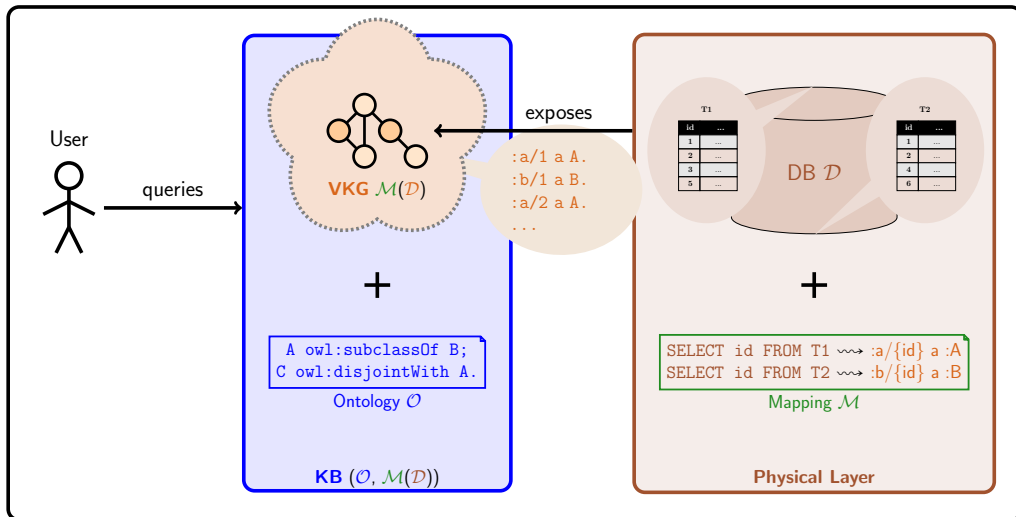 User
queries
VKG M(D)
exposes
:a/1 a A.
:b/1 a B.
:a/2 a A.
...
+
A owl:subclassOf B;
C owl:disjointWith A.
Ontology O
KB (O, M(D))
T1
id ...
1 ...
2 ...
3 ...
5 ...
T2
id ...
1 ...
2 ...
4 ...
6 ...
DB D
+
SELECT id FROM T1 ⇝ :a/{id} a :A
SELECT id FROM T2 ⇝ :b/{id} a :B
Mapping M
Physical Layer